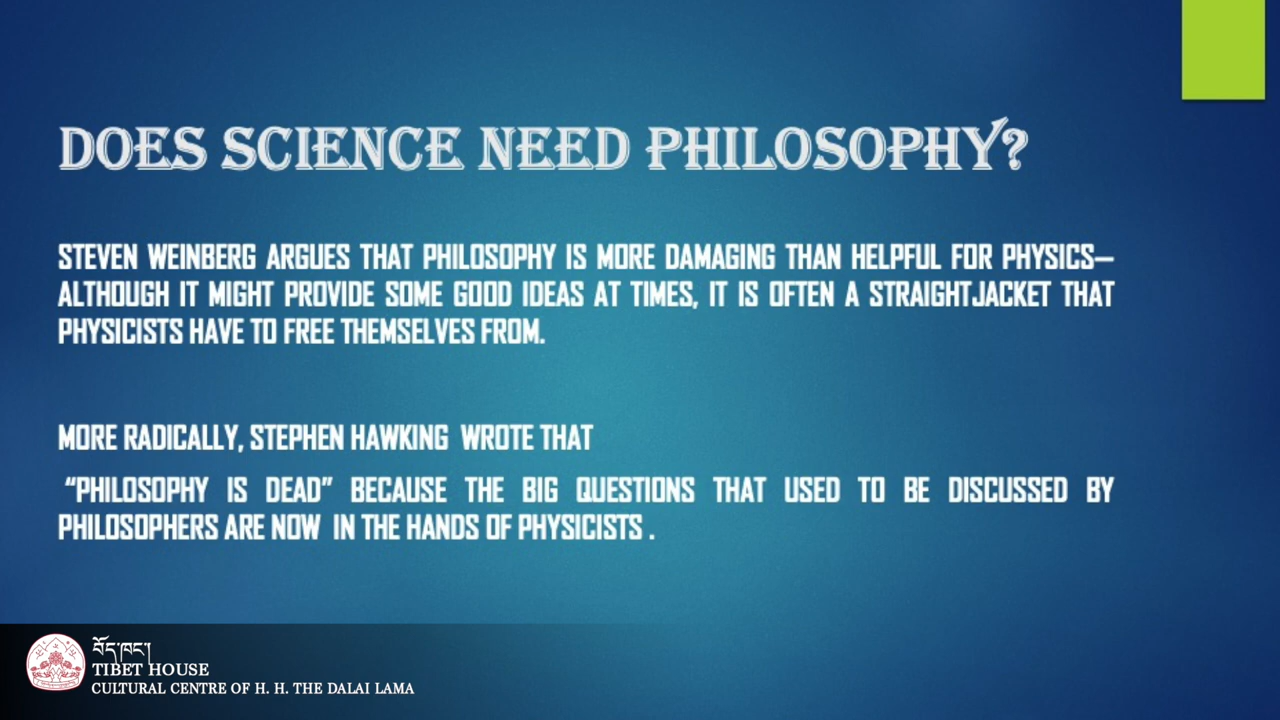 DOES SCIENCE NEED PHILOSOPHY?
STEVEN WEINBERG ARGUES THAT PHILOSOPHY IS MORE DAMAGING THAN HELPFUL FOR PHYSICS—
ALTHOUGH IT MIGHT PROVIDE SOME GOOD IDEAS AT TIMES, IT IS OFTEN A STRAIGHTJACKET THAT
PHYSICISTS HAVE TO FREE THEMSELVES FROM.
MORE RADICALLY, STEPHEN HAWKING WROTE THAT
“PHILOSOPHY IS DEAD” BECAUSE THE BIG QUESTIONS THAT USED TO BE DISCUSSED BY
PHILOSOPHERS ARE NOW IN THE HANDS OF PHYSICISTS .
བོད་ཁང།
TIBET HOUSE
CULTURAL CENTRE OF H. H. THE DALAI LAMA